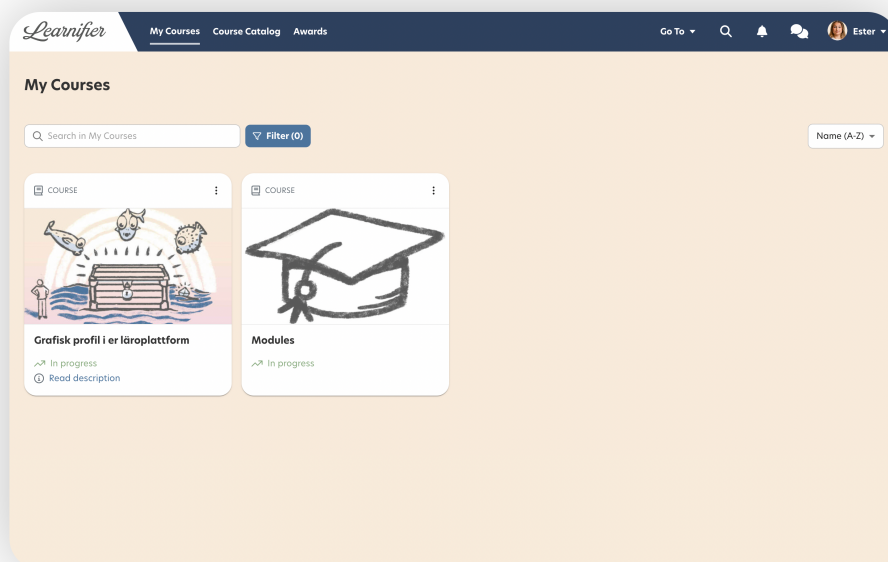 Learnifier
My Courses Course Catalog Awards Go To Ester
My Courses
Search in My Courses Filter (0) Name (A-Z)
COURSE COURSE
Grafisk profil i er läroplattform Modules
In progress In progress
Read description